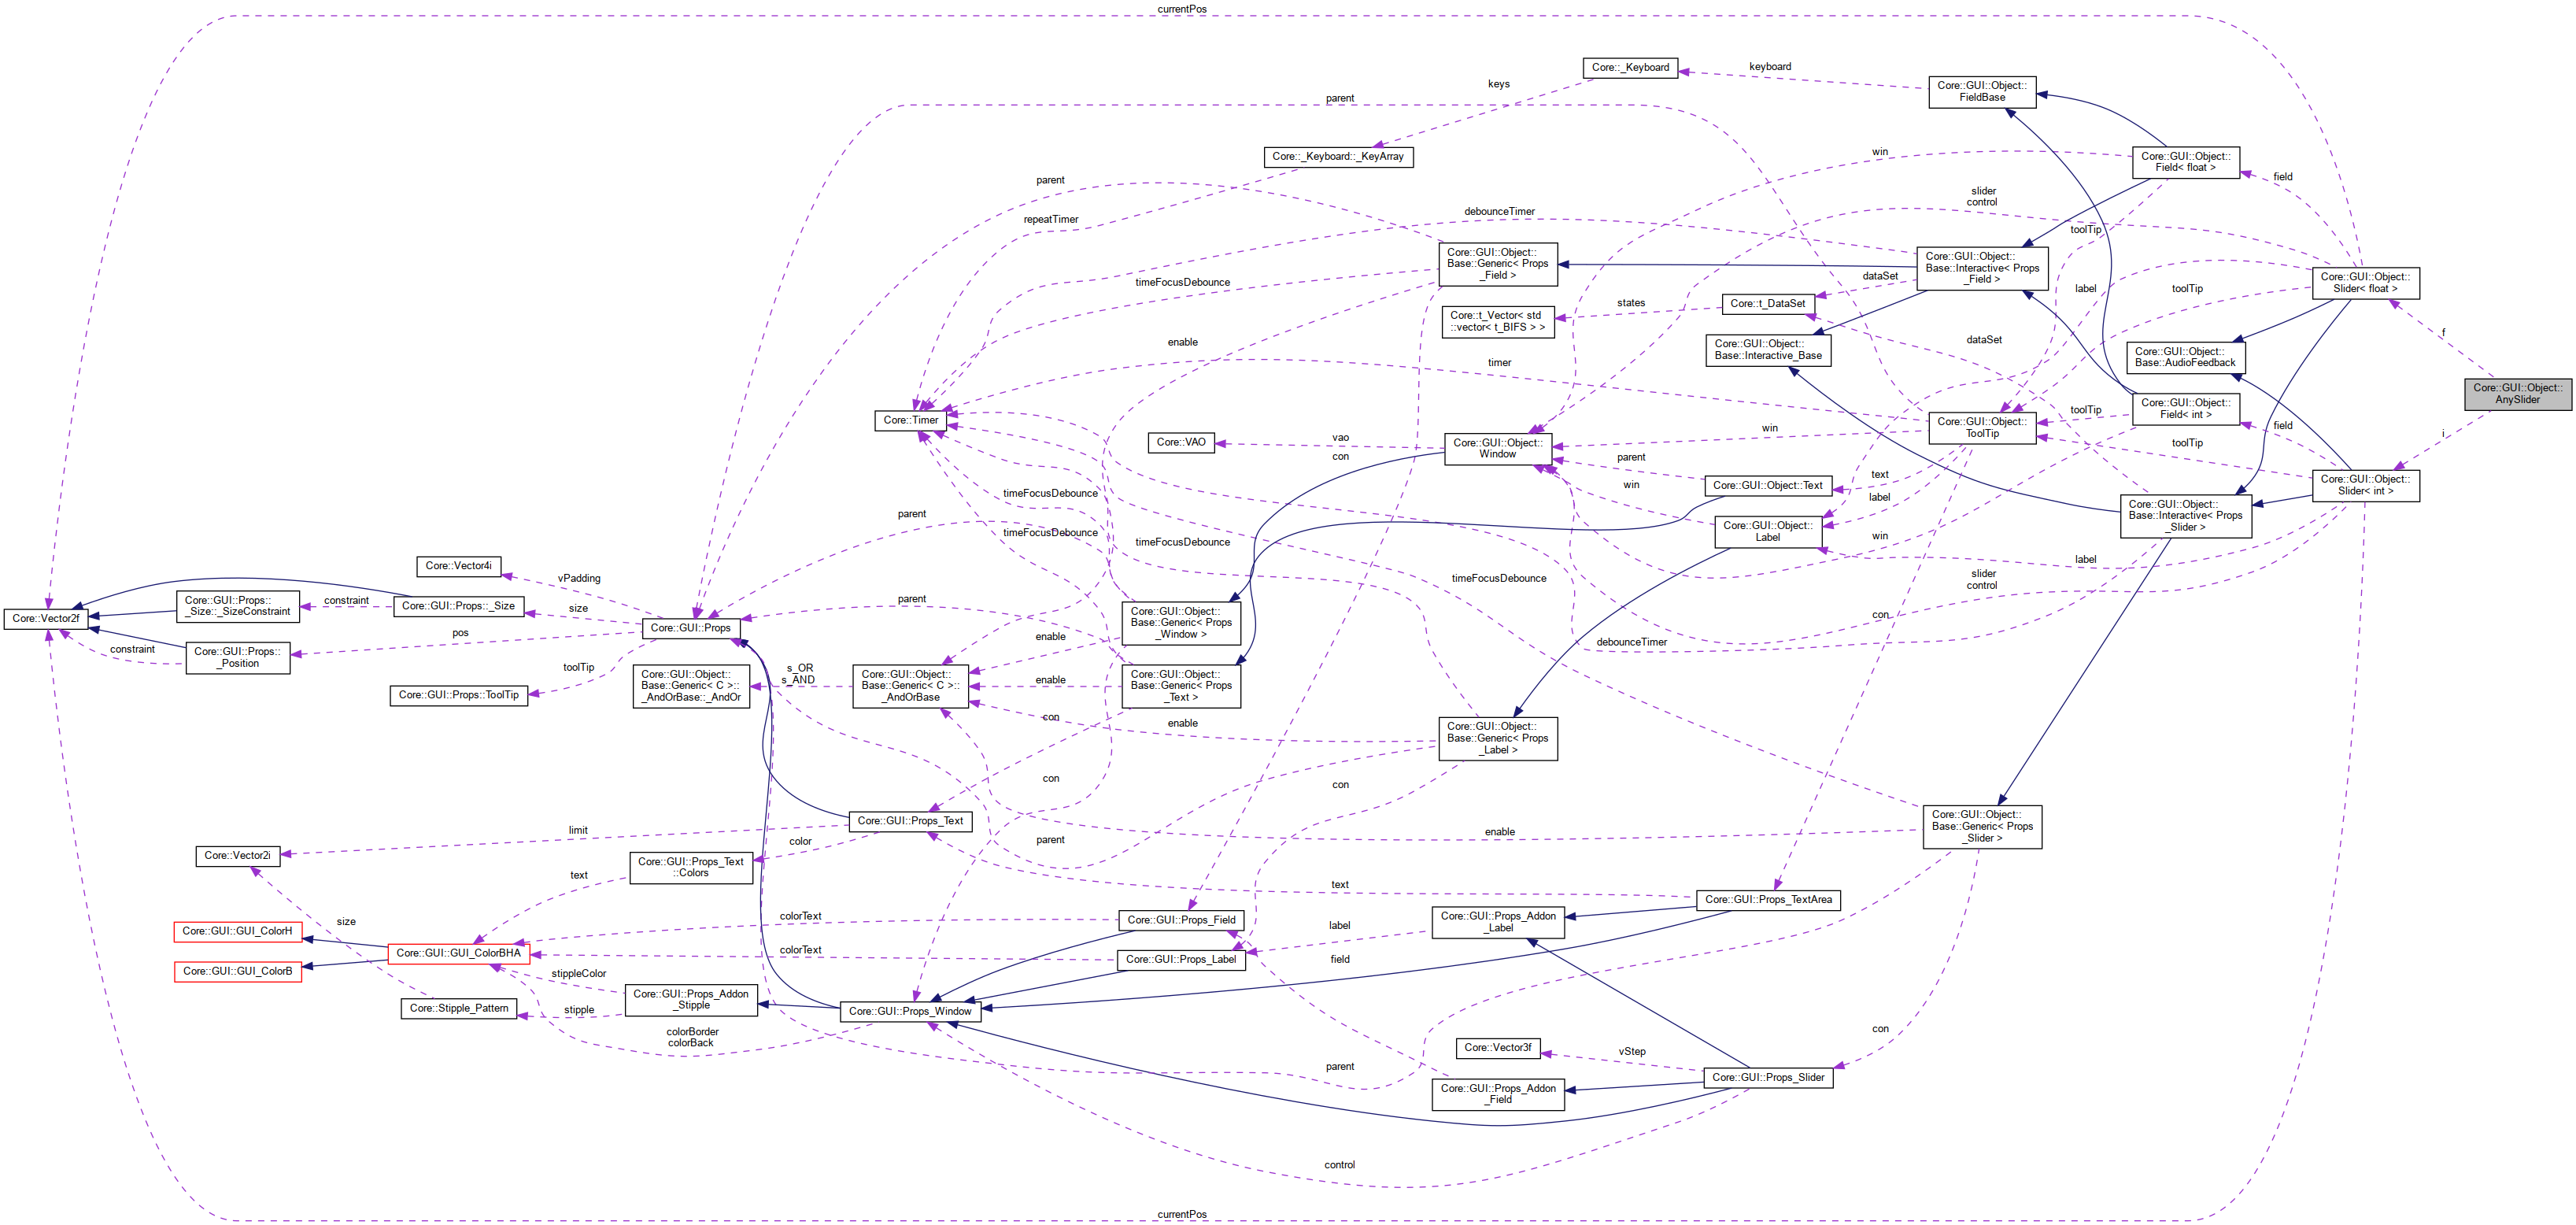 currentPos
Core::_Keyboard
keyboard
Core::GUI::Object::
FieldBase
keys
parent
Core::_Keyboard::_KeyArray
win
Core::GUI::Object::
Field< float >
field
parent
slider
control
repeatTimer
debounceTimer
toolTip
Core::GUI::Object::
Base::Generic< Props
_Field >
Core::GUI::Object::
Base::Interactive< Props
_Field >
dataSet
Core::GUI::Object::
Slider< float >
timeFocusDebounce
label
toolTip
states
Core::t_DataSet
Core::t_Vector< std
::vector< t_BIFS > >
f
enable
Core::GUI::Object::
Base::Interactive_Base
dataSet
Core::GUI::Object::
Base::AudioFeedback
timer
Core::GUI::Object::
AnySlider
Core::GUI::Object::
Field< int >
toolTip
Core::Timer
Core::GUI::Object::
ToolTip
field
win
vao
Core::VAO
Core::GUI::Object::
Window
i
con
parent
toolTip
text
win
Core::GUI::Object::Text
Core::GUI::Object::
Slider< int >
timeFocusDebounce
label
Core::GUI::Object::
Base::Interactive< Props
_Slider >
parent
Core::GUI::Object::
Label
timeFocusDebounce
timeFocusDebounce
win
label
Core::Vector4i
vPadding
timeFocusDebounce
slider
control
Core::GUI::Props::
_Size::_SizeConstraint
constraint
Core::GUI::Props::_Size
size
parent
Core::Vector2f
Core::GUI::Object::
Base::Generic< Props
_Window >
con
Core::GUI::Props
pos
enable
debounceTimer
constraint
Core::GUI::Props::
_Position
toolTip
s_OR
s_AND
Core::GUI::Object::
Base::Generic< C >::
_AndOrBase::_AndOr
Core::GUI::Object::
Base::Generic< C >::
_AndOrBase
enable
Core::GUI::Object::
Base::Generic< Props
_Text >
Core::GUI::Props::ToolTip
con
enable
Core::GUI::Object::
Base::Generic< Props
_Label >
con
con
Core::GUI::Props_Text
limit
color
parent
enable
Core::GUI::Object::
Base::Generic< Props
_Slider >
Core::Vector2i
Core::GUI::Props_Text
::Colors
text
text
Core::GUI::Props_TextArea
size
colorText
Core::GUI::Props_Field
label
Core::GUI::Props_Addon
_Label
Core::GUI::GUI_ColorH
Core::GUI::GUI_ColorBHA
colorText
Core::GUI::Props_Label
field
Core::GUI::GUI_ColorB
stippleColor
Core::GUI::Props_Addon
_Stipple
Core::Stipple_Pattern
stipple
Core::GUI::Props_Window
colorBorder
colorBack
con
Core::Vector3f
vStep
parent
Core::GUI::Props_Slider
Core::GUI::Props_Addon
_Field
control
currentPos